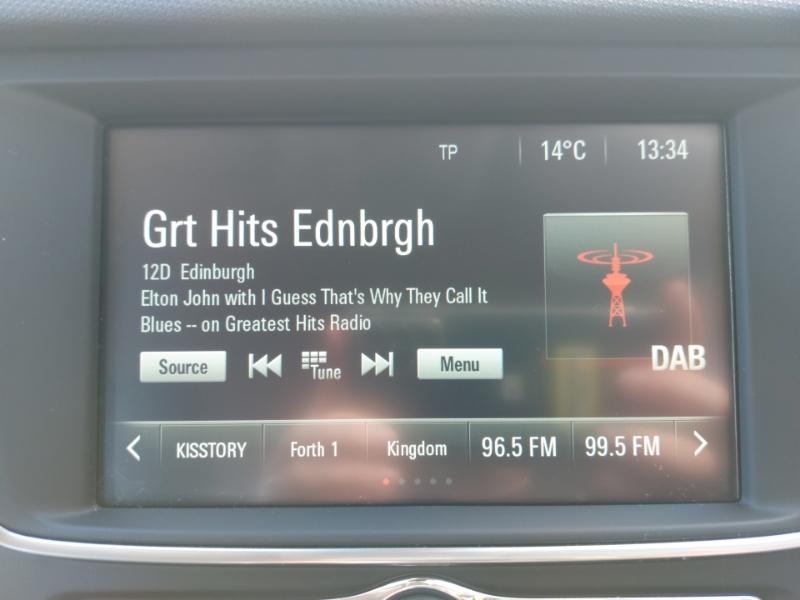 TP 14°C 13:34
Grt Hits Ednbrgh
12D Edinburgh
Elton John with I Guess That's Why They Call It
Blues -- on Greatest Hits Radio
Source Tune Menu
DAB
KISSTORY Forth 1 Kingdom 96.5 FM 99.5 FM